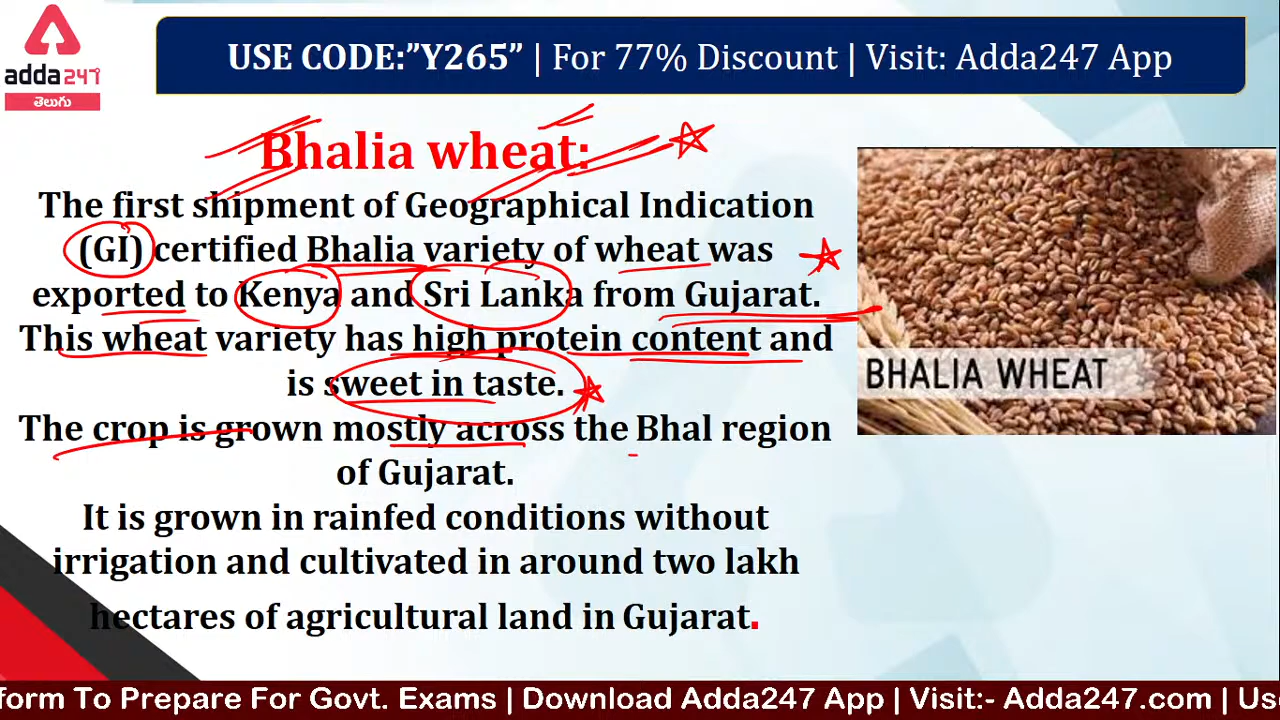 adda247
తెలుగు
USE CODE:”Y265” | For 77% Discount | Visit: Adda247 App
Bhalia wheat:
The first shipment of Geographical Indication
(GI) certified Bhalia variety of wheat was
exported to Kenya and Sri Lanka from Gujarat.
This wheat variety has high protein content and
is sweet in taste.
The crop is grown mostly across the Bhal region
of Gujarat.
It is grown in rainfed conditions without
irrigation and cultivated in around two lakh
hectares of agricultural land in Gujarat.
BHALIA WHEAT
form To Prepare For Govt. Exams | Download Adda247 App | Visit:- Adda247.com | Us